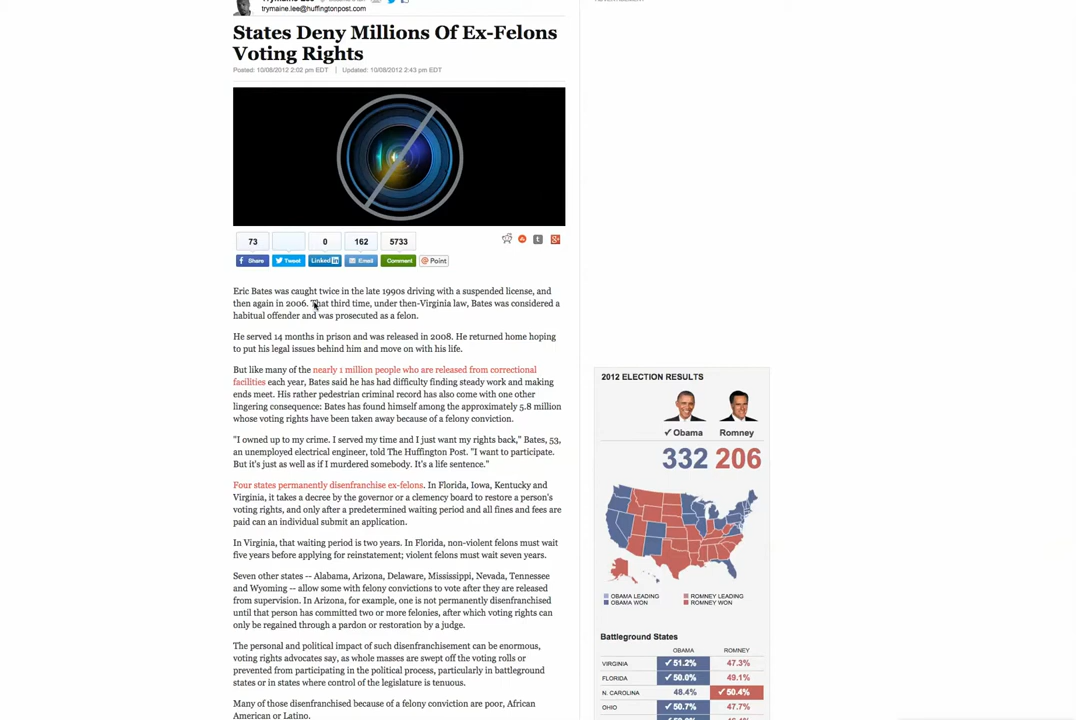 trymaine.lee@huffingtonpost.com
States Deny Millions Of Ex-Felons
Voting Rights
Posted: 10/08/2012 2:02 pm EDT | Updated: 10/08/2012 2:43 pm EDT
73
0
162
5733
Share
Tweet
Linked in
Email
Comment
@ Point
Eric Bates was caught twice in the late 1990s driving with a suspended license, and
then again in 2006. That third time, under then-Virginia law, Bates was considered a
habitual offender and was prosecuted as a felon.
He served 14 months in prison and was released in 2008. He returned home hoping
to put his legal issues behind him and move on with his life.
But like many of the nearly 1 million people who are released from correctional
facilities each year, Bates said he has had difficulty finding steady work and making
ends meet. His rather pedestrian criminal record has also come with one other
lingering consequence: Bates has found himself among the approximately 5.8 million
whose voting rights have been taken away because of a felony conviction.
"I owned up to my crime. I served my time and I just want my rights back," Bates, 53,
an unemployed electrical engineer, told The Huffington Post. "I want to participate.
But it's just as well as if I murdered somebody. It's a life sentence."
Four states permanently disenfranchise ex-felons. In Florida, Iowa, Kentucky and
Virginia, it takes a decree by the governor or a clemency board to restore a person's
voting rights, and only after a predetermined waiting period and all fines and fees are
paid can an individual submit an application.
In Virginia, that waiting period is two years. In Florida, non-violent felons must wait
five years before applying for reinstatement; violent felons must wait seven years.
Seven other states -- Alabama, Arizona, Delaware, Mississippi, Nevada, Tennessee
and Wyoming -- allow some with felony convictions to vote after they are released
from supervision. In Arizona, for example, one is not permanently disenfranchised
until that person has committed two or more felonies, after which voting rights can
only be regained through a pardon or restoration by a judge.
The personal and political impact of such disenfranchisement can be enormous,
voting rights advocates say, as whole masses are swept off the voting rolls or
prevented from participating in the political process, particularly in battleground
states or in states where control of the legislature is tenuous.
Many of those disenfranchised because of a felony conviction are poor, African
American or Latino.
2012 ELECTION RESULTS
✓ Obama Romney
332 206
OBAMA LEADING ROMNEY LEADING
OBAMA WON ROMNEY WON
Battleground States
OBAMA ROMNEY
VIRGINIA ✓ 51.2% 47.3%
FLORIDA ✓ 50.0% 49.1%
N. CAROLINA 48.4% ✓ 50.4%
OHIO ✓ 50.7% 47.7%